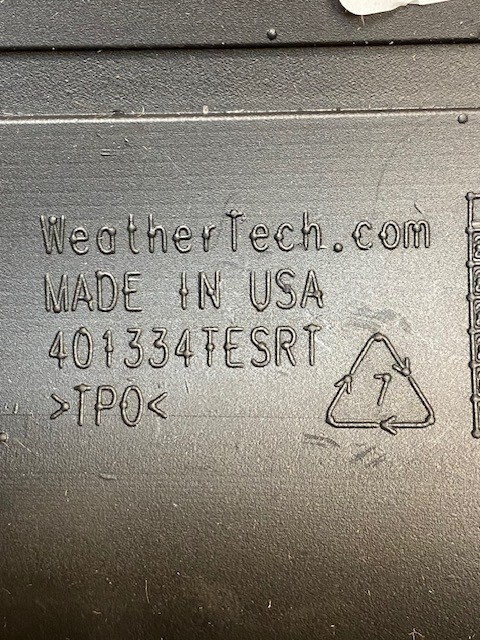 WeatherTech.com
MADE IN USA
401334TESRT
>TPO<
7